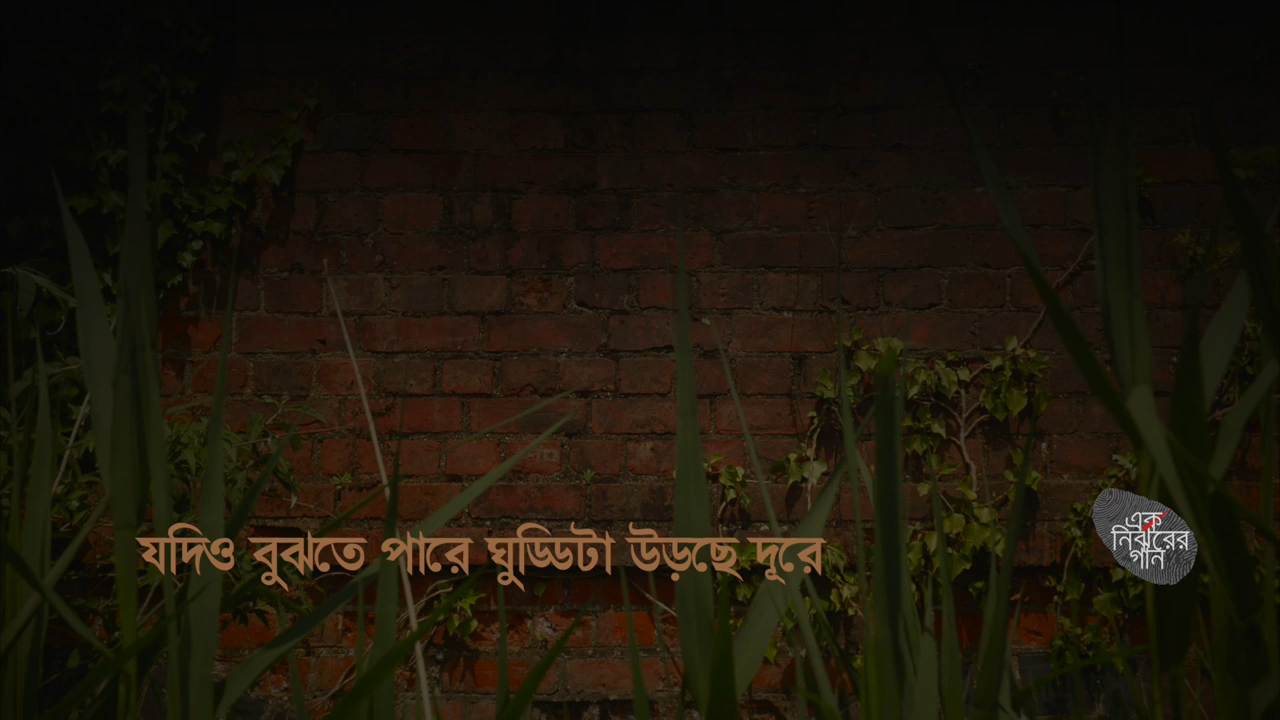 যদিও বুঝতে পারে ঘুড্ডিটা উড়ছে দূরে
এক
নির্ঝরের
গান